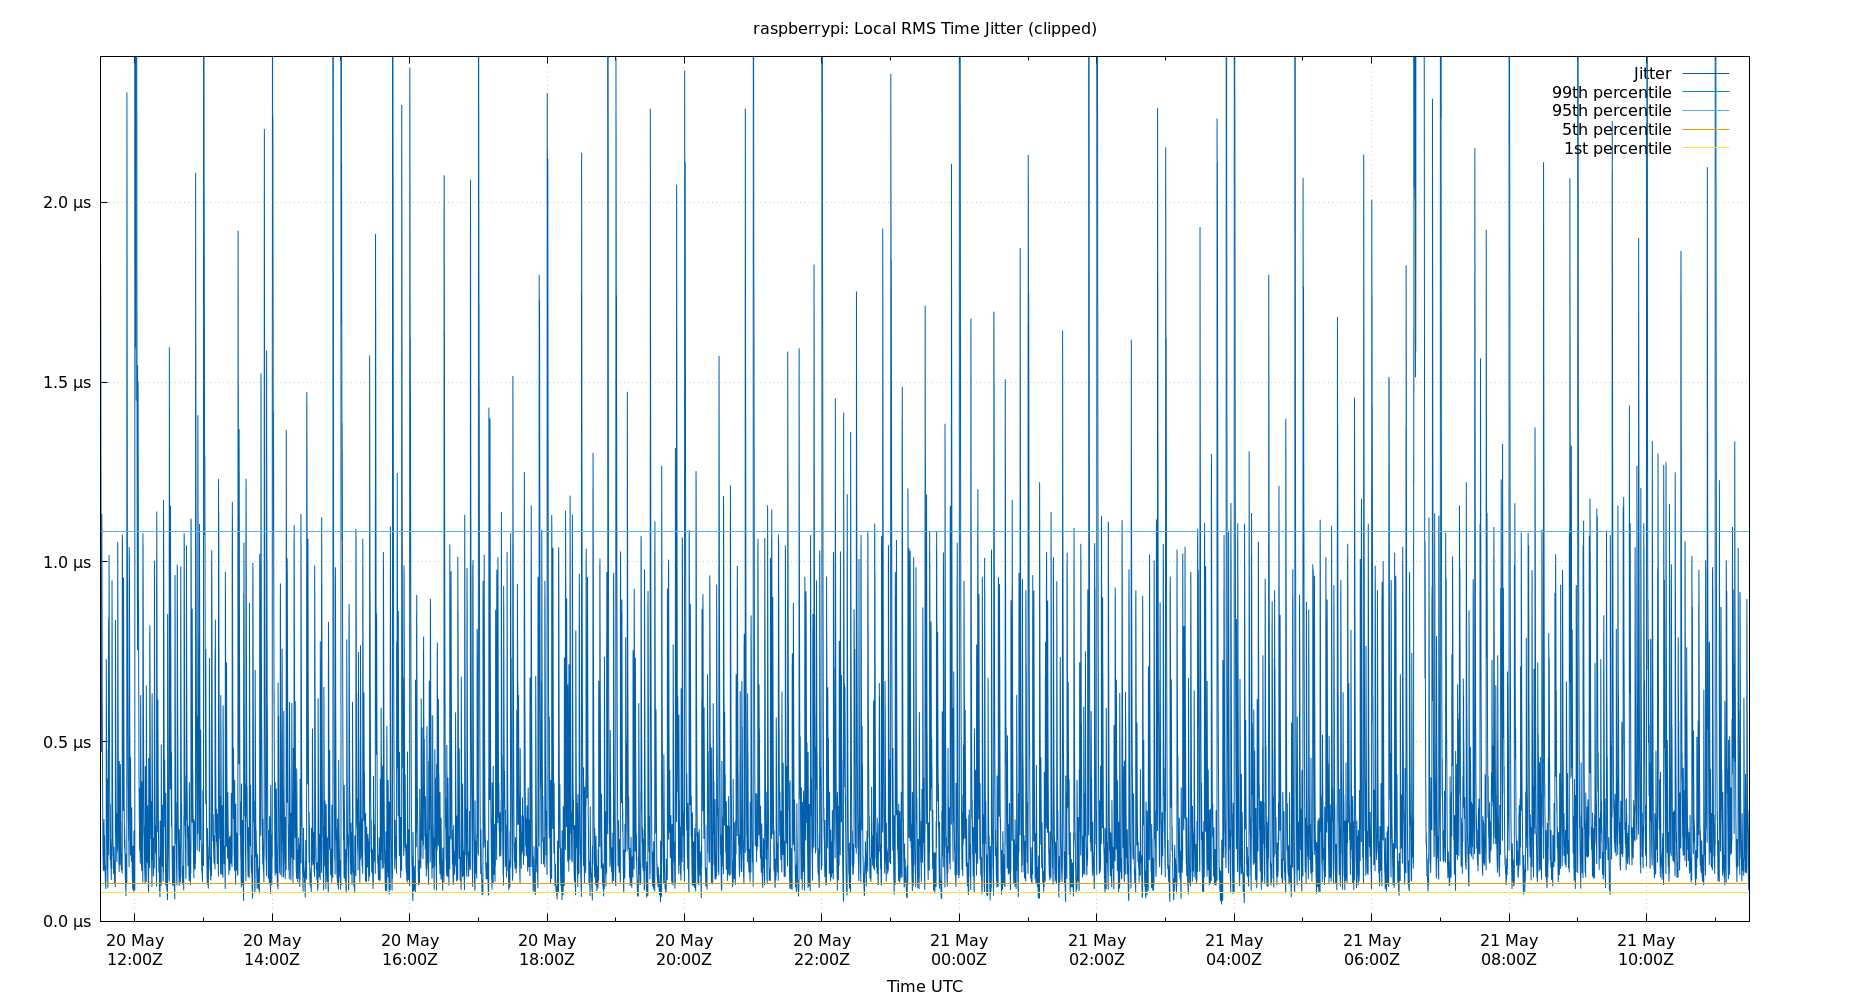 raspberrypi: Local RMS Time Jitter (clipped)
Jitter
99th percentile
95th percentile
5th percentile
1st percentile
2.0 µs
1.5 µs
1.0 µs
0.5 µs
0.0 µs
20 May 20 May 20 May 20 May 20 May 20 May 21 May 21 May 21 May 21 May 21 May 21 May
12:00Z 14:00Z 16:00Z 18:00Z 20:00Z 22:00Z 00:00Z 02:00Z 04:00Z 06:00Z 08:00Z 10:00Z
Time UTC